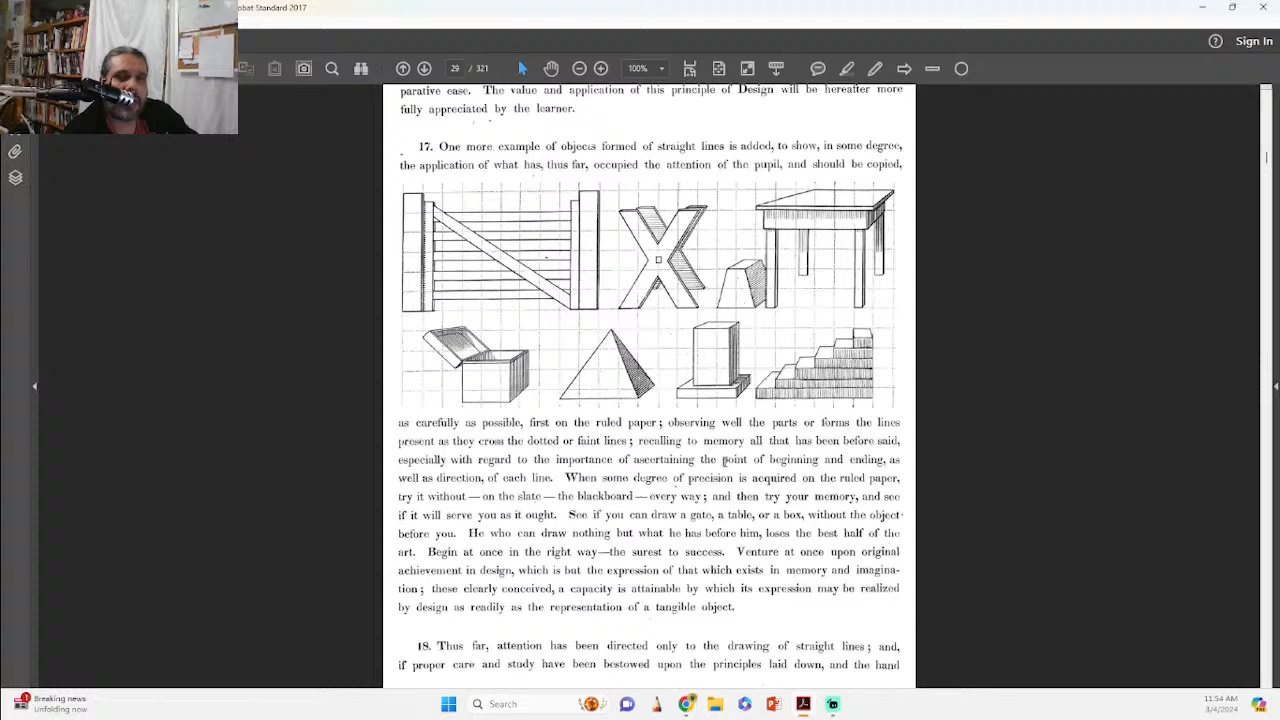 obat Standard 2017
Sign In
29 / 321
100%
parative ease. The value and application of this principle of Design will be hereafter more
fully appreciated by the learner.
17. One more example of objects formed of straight lines is added, to show, in some degree,
the application of what has, thus far, occupied the attention of the pupil, and should be copied,
as carefully as possible, first on the ruled paper; observing well the parts or forms the lines
present as they cross the dotted or faint lines; recalling to memory all that has been before said,
especially with regard to the importance of ascertaining the point of beginning and ending, as
well as direction, of each line. When some degree of precision is acquired on the ruled paper,
try it without — on the slate — the blackboard — every way; and then try your memory, and see
if it will serve you as it ought. See if you can draw a gate, a table, or a box, without the object
before you. He who can draw nothing but what he has before him, loses the best half of the
art. Begin at once in the right way—the surest to success. Venture at once upon original
achievement in design, which is but the expression of that which exists in memory and imagina-
tion; these clearly conceived, a capacity is attainable by which its expression may be realized
by design as readily as the representation of a tangible object.
18. Thus far, attention has been directed only to the drawing of straight lines; and,
if proper care and study have been bestowed upon the principles laid down, and the hand
1
Breaking news
Unfolding now
Search
11:54 AM
3/4/2024